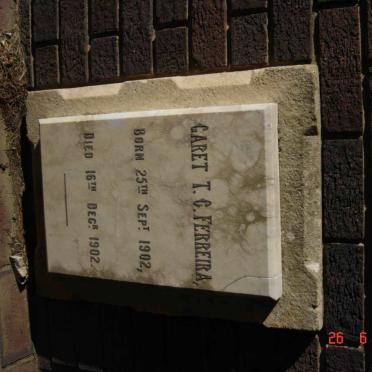 GARET T. C. FERREIRA,
BORN 25TH SEPT 1902,
DIED 16TH DECR. 1902.
26 6